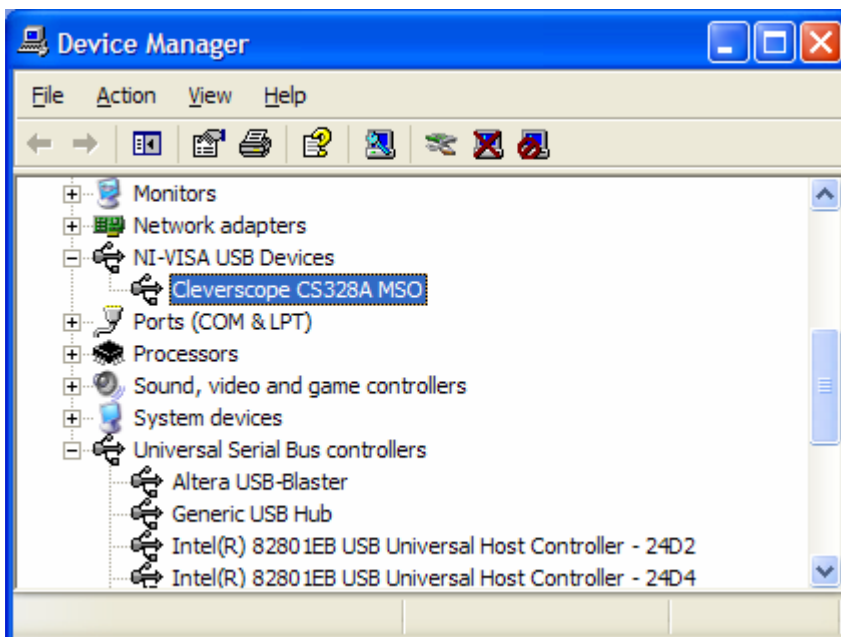 Device Manager
File Action View Help
Monitors
Network adapters
NI-VISA USB Devices
Cleverscope CS328A MSO
Ports (COM & LPT)
Processors
Sound, video and game controllers
System devices
Universal Serial Bus controllers
Altera USB-Blaster
Generic USB Hub
Intel(R) 82801EB USB Universal Host Controller - 24D2
Intel(R) 82801EB USB Universal Host Controller - 24D4